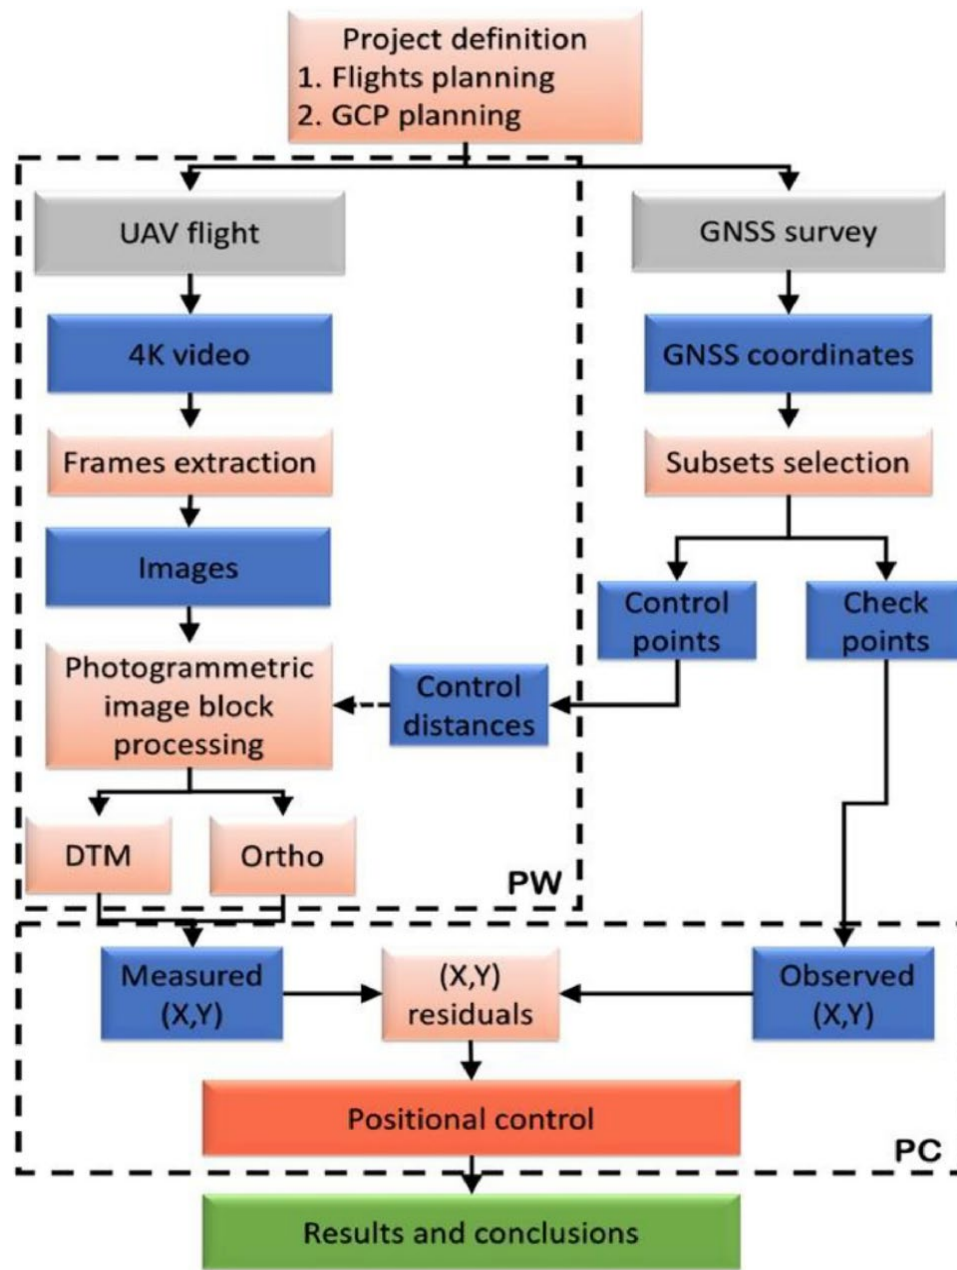 Project definition
1. Flights planning
2. GCP planning
UAV flight
GNSS survey
4K video
GNSS coordinates
Frames extraction
Subsets selection
Images
Control
points
Check
points
Photogrammetric
image block
processing
Control
distances
DTM
Ortho
PW
Measured
(X,Y)
(X,Y)
residuals
Observed
(X,Y)
Positional control
PC
Results and conclusions